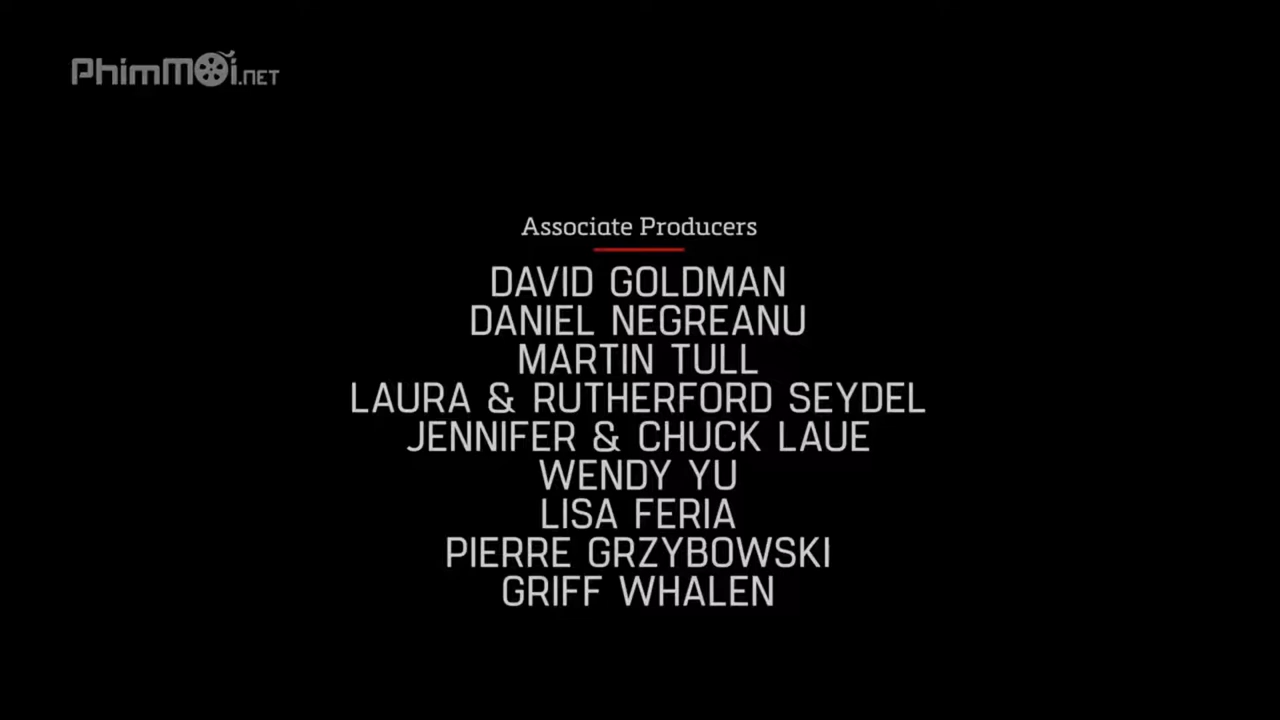 PhimMới.NET
Associate Producers
DAVID GOLDMAN
DANIEL NEGREANU
MARTIN TULL
LAURA & RUTHERFORD SEYDEL
JENNIFER & CHUCK LAUE
WENDY YU
LISA FERIA
PIERRE GRZYBOWSKI
GRIFF WHALEN